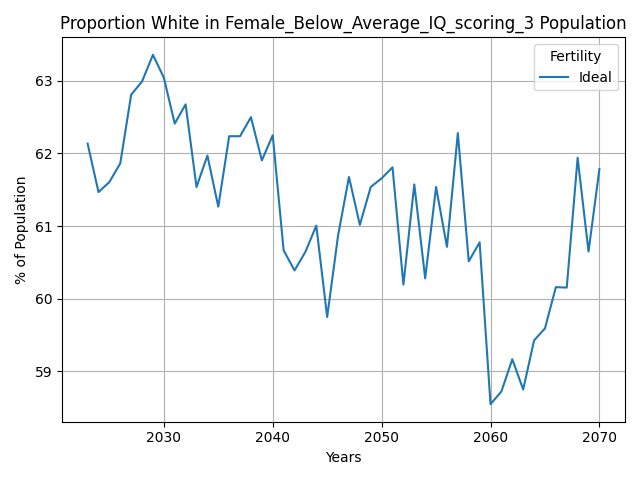 Proportion White in Female_Below_Average_IQ_scoring_3 Population
Fertility
Ideal
63
62
61
60
59
% of Population
2030 2040 2050 2060 2070
Years